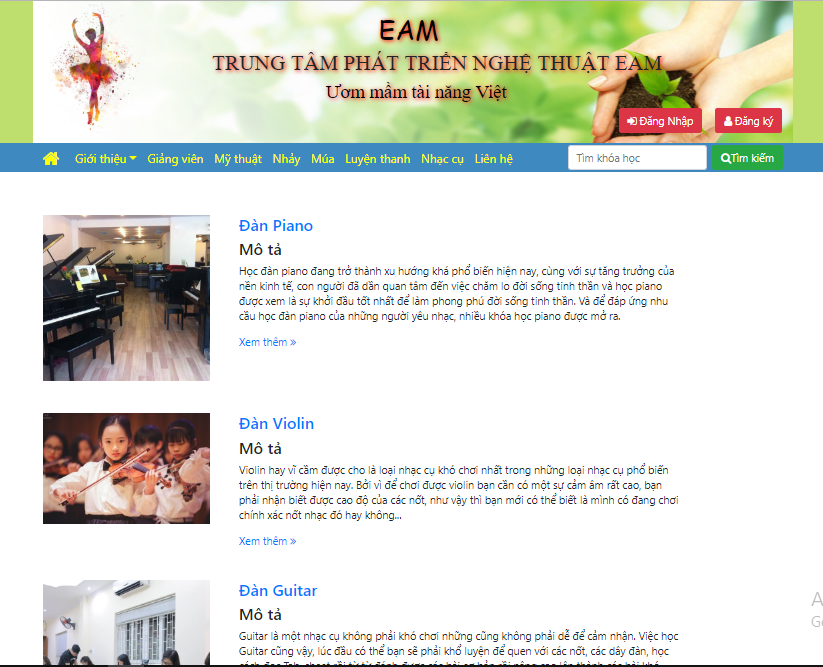 EAM
TRUNG TÂM PHÁT TRIỂN NGHỆ THUẬT EAM
Ươm mầm tài năng Việt
Đăng Nhập Đăng ký
Giới thiệu Giảng viên Mỹ thuật Nhảy Múa Luyện thanh Nhạc cụ Liên hệ Tìm khóa học Tìm kiếm
Đàn Piano
Mô tả
Học đàn piano đang trở thành xu hướng khá phổ biến hiện nay, cùng với sự tăng trưởng của
nền kinh tế, con người đã dần quan tâm đến việc chăm lo đời sống tinh thần và học piano
được xem là sự khởi đầu tốt nhất để làm phong phú đời sống tinh thần. Và để đáp ứng nhu
cầu học đàn piano của những người yêu nhạc, nhiều khóa học piano được mở ra.
Xem thêm »
Đàn Violin
Mô tả
Violin hay vĩ cầm được cho là loại nhạc cụ khó chơi nhất trong những loại nhạc cụ phổ biến
trên thị trường hiện nay. Bởi vì để chơi được violin bạn cần có một sự cảm âm rất cao, bạn
phải nhận biết được cao độ của các nốt, như vậy thì bạn mới có thể biết là mình có đang chơi
chính xác nốt nhạc đó hay không...
Xem thêm »
Đàn Guitar
Mô tả
Guitar là một nhạc cụ không phải khó chơi những cũng không phải dễ để cảm nhận. Việc học
Guitar cũng vậy, lúc đầu có thể bạn sẽ phải khổ luyện để quen với các nốt, các dây đàn, học